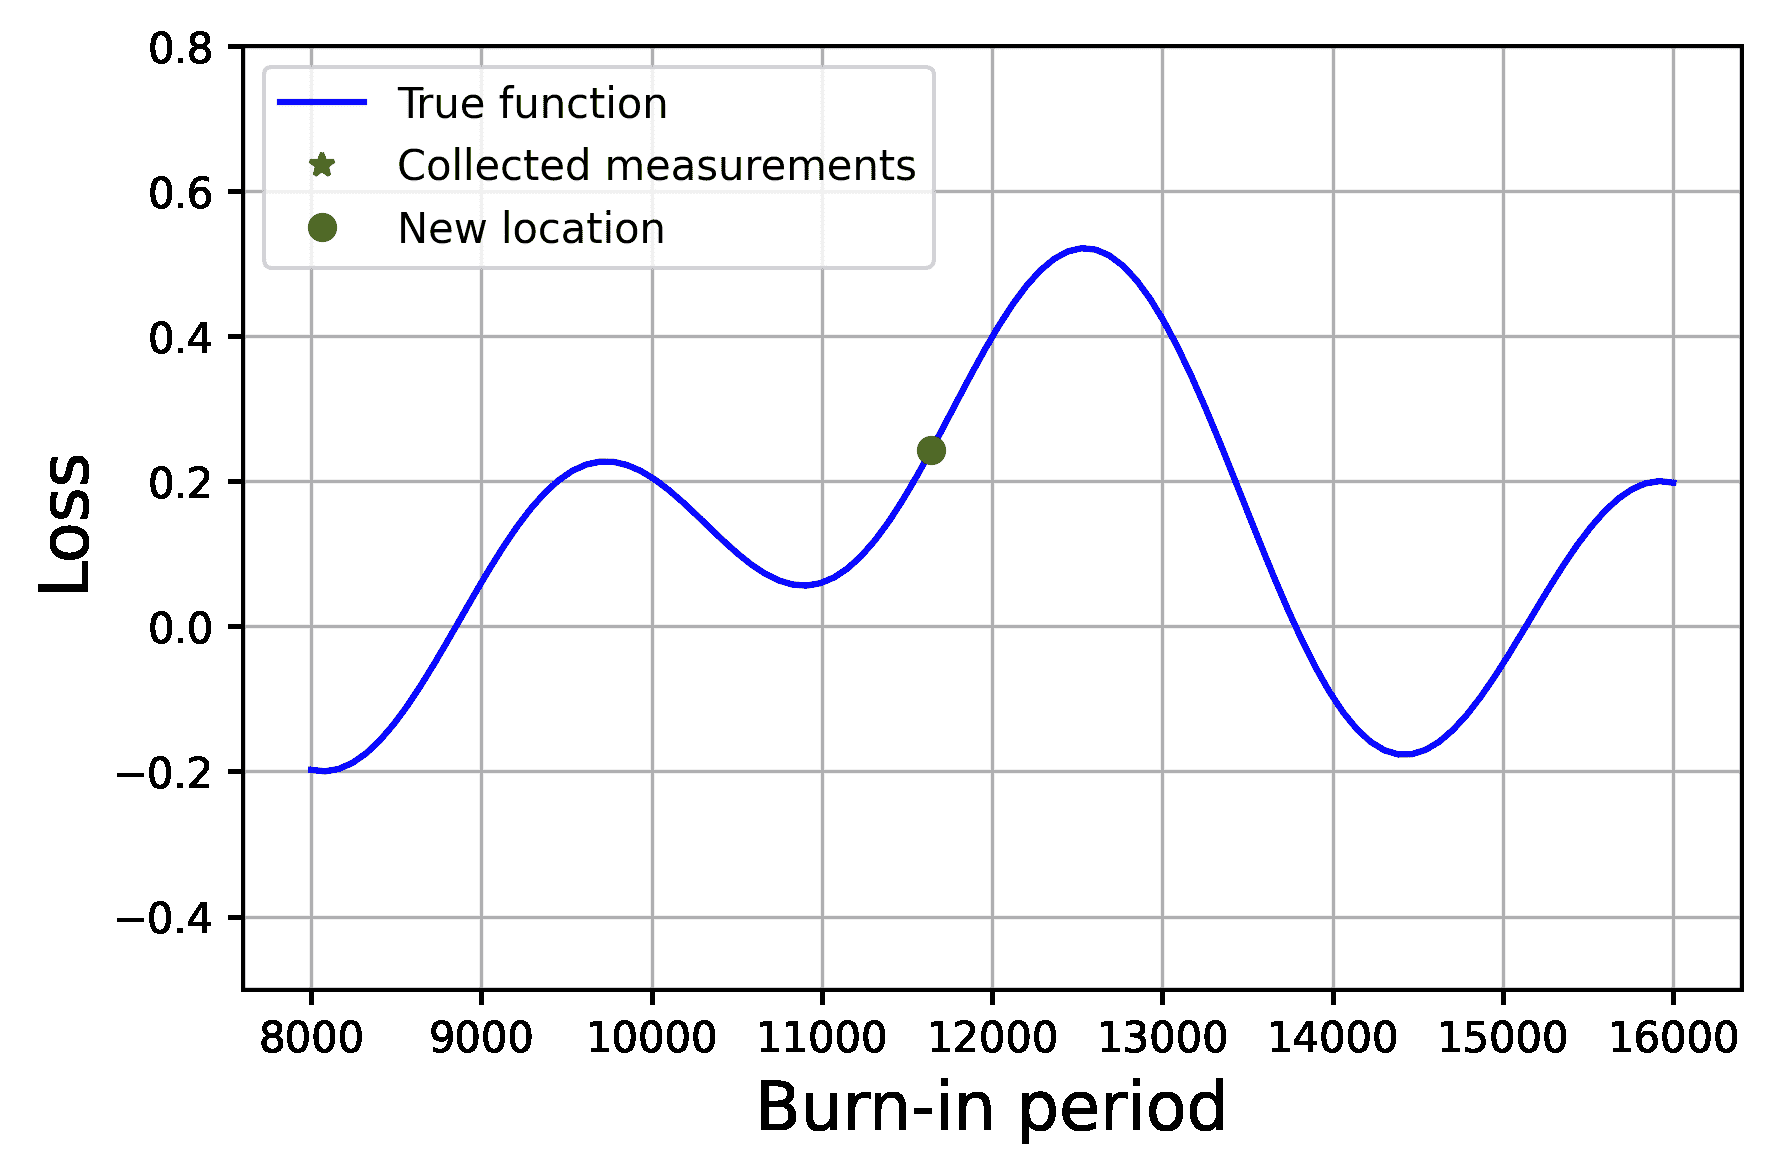 0.8
0.6
0.4
0.2
0.0
−0.2
−0.4
Loss
True function
Collected measurements
New location
8000 9000 10000 11000 12000 13000 14000 15000 16000
Burn-in period